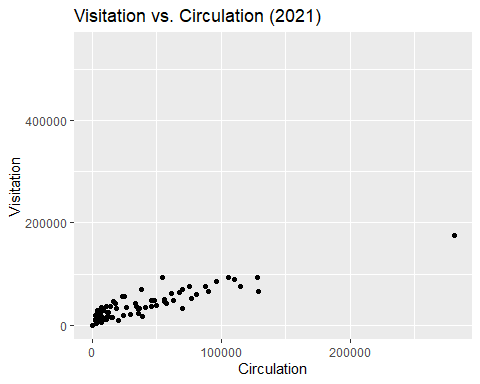 Visitation vs. Circulation (2021)
400000
Visitation
200000
0
0 100000 200000
Circulation